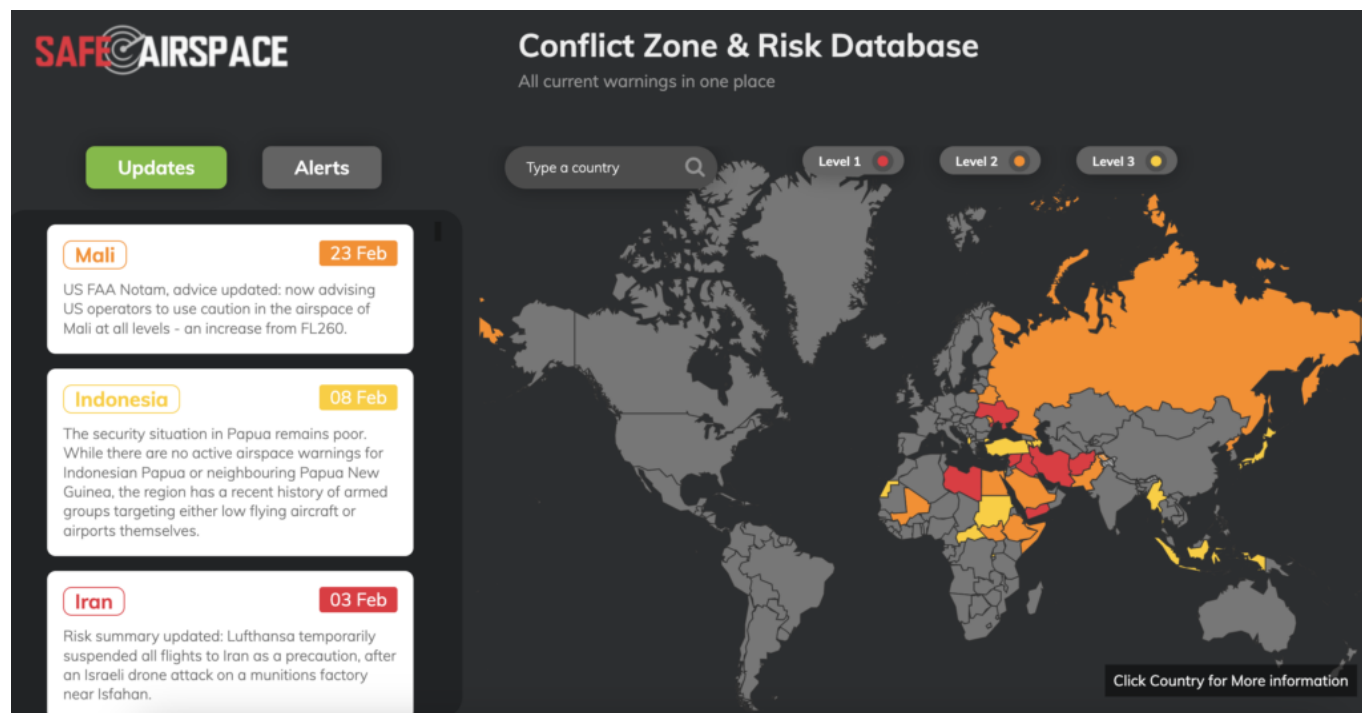 SAFE AIRSPACE
Conflict Zone & Risk Database
All current warnings in one place
Updates
Alerts
Type a country
Level 1
Level 2
Level 3
Mali
23 Feb
US FAA Notam, advice updated: now advising
US operators to use caution in the airspace of
Mali at all levels - an increase from FL260.
Indonesia
08 Feb
The security situation in Papua remains poor.
While there are no active airspace warnings for
Indonesian Papua or neighbouring Papua New
Guinea, the region has a recent history of armed
groups targeting either low flying aircraft or
airports themselves.
Iran
03 Feb
Risk summary updated: Lufthansa temporarily
suspended all flights to Iran as a precaution, after
an Israeli drone attack on a munitions factory
near Isfahan.
Click Country for More information